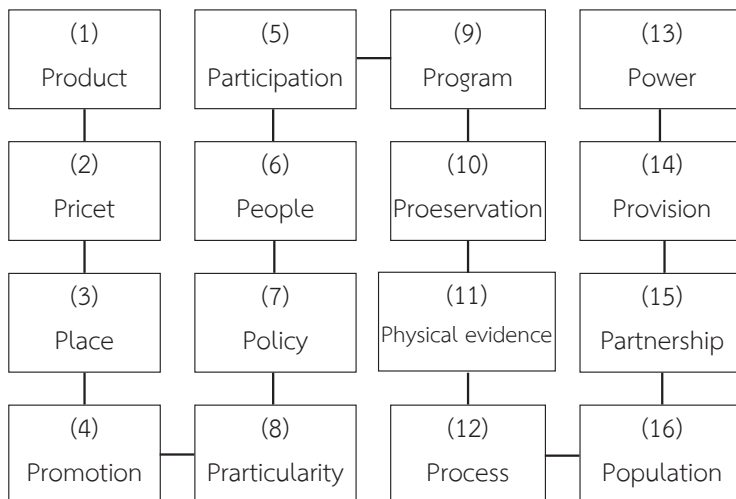 (1)
Product
(2)
Pricet
(3)
Place
(4)
Promotion
(5)
Participation
(6)
People
(7)
Policy
(8)
Prarticularity
(9)
Program
(10)
Proeservation
(11)
Physical evidence
(12)
Process
(13)
Power
(14)
Provision
(15)
Partnership
(16)
Population